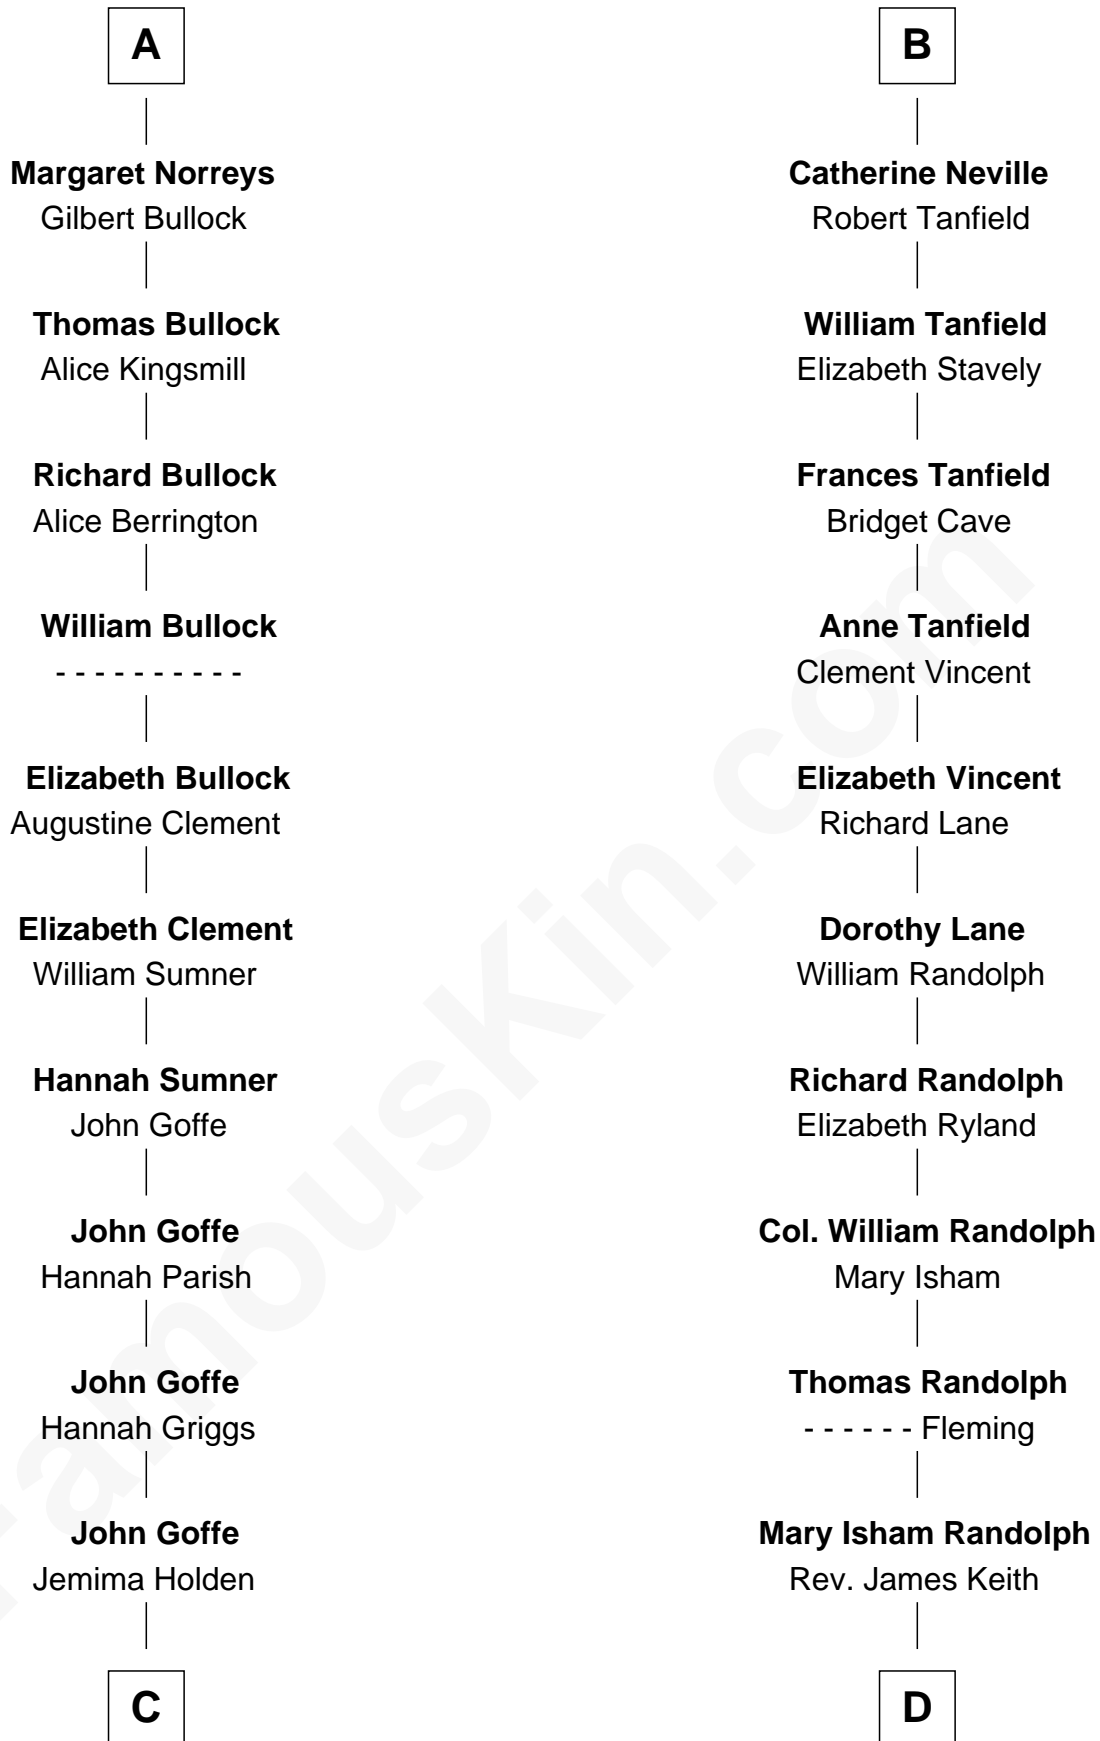 A
Margaret Norreys
Gilbert Bullock
Thomas Bullock
Alice Kingsmill
Richard Bullock
Alice Berrington
William Bullock
- - - - - - - - - -
Elizabeth Bullock
Augustine Clement
Elizabeth Clement
William Sumner
Hannah Sumner
John Goffe
John Goffe
Hannah Parish
John Goffe
Hannah Griggs
John Goffe
Jemima Holden
C
B
Catherine Neville
Robert Tanfield
William Tanfield
Elizabeth Stavely
Frances Tanfield
Bridget Cave
Anne Tanfield
Clement Vincent
Elizabeth Vincent
Richard Lane
Dorothy Lane
William Randolph
Richard Randolph
Elizabeth Ryland
Col. William Randolph
Mary Isham
Thomas Randolph
- - - - - - Fleming
Mary Isham Randolph
Rev. James Keith
D
FamousKin.com